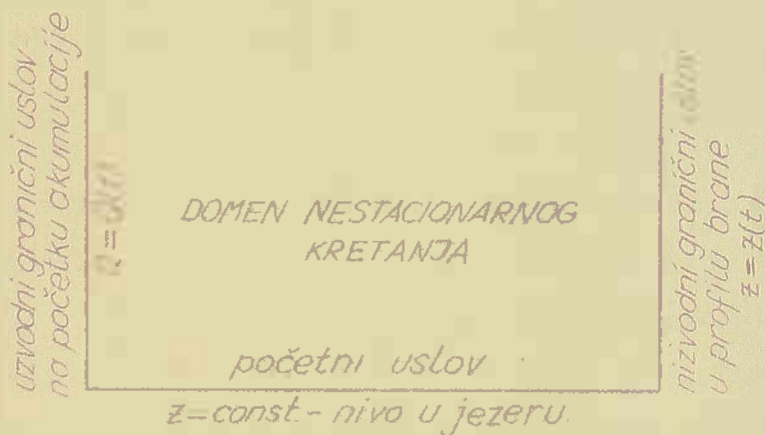 uzvodni granični uslov -
na početku akumulacije
DOMEN NESTACIONARNOG
KRETANJA
početni uslov
z=const.- nivo u jezeru.
nizvodni granični
u profilu brane
z=z(t)